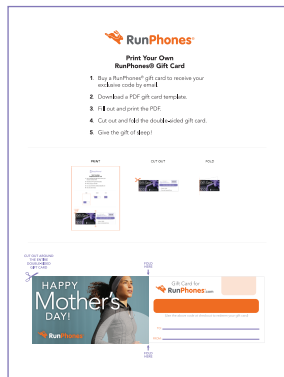 RunPhones®
Print Your Own
RunPhones® Gift Card
1. Buy a RunPhones® gift card to receive your
exclusive code by email.
2. Download a PDF gift card template.
3. Fill out and print the PDF.
4. Cut out and fold the double-sided gift card.
5. Give the gift of sleep!
PRINT
CUT OUT
FOLD
CUT OUT AROUND
THE ENTIRE
DOUBLE-SIDED
GIFT CARD
FOLD
HERE
HAPPY
Mother's
DAY!
RunPhones
Gift Card for
RunPhones.com
FOLD
HERE